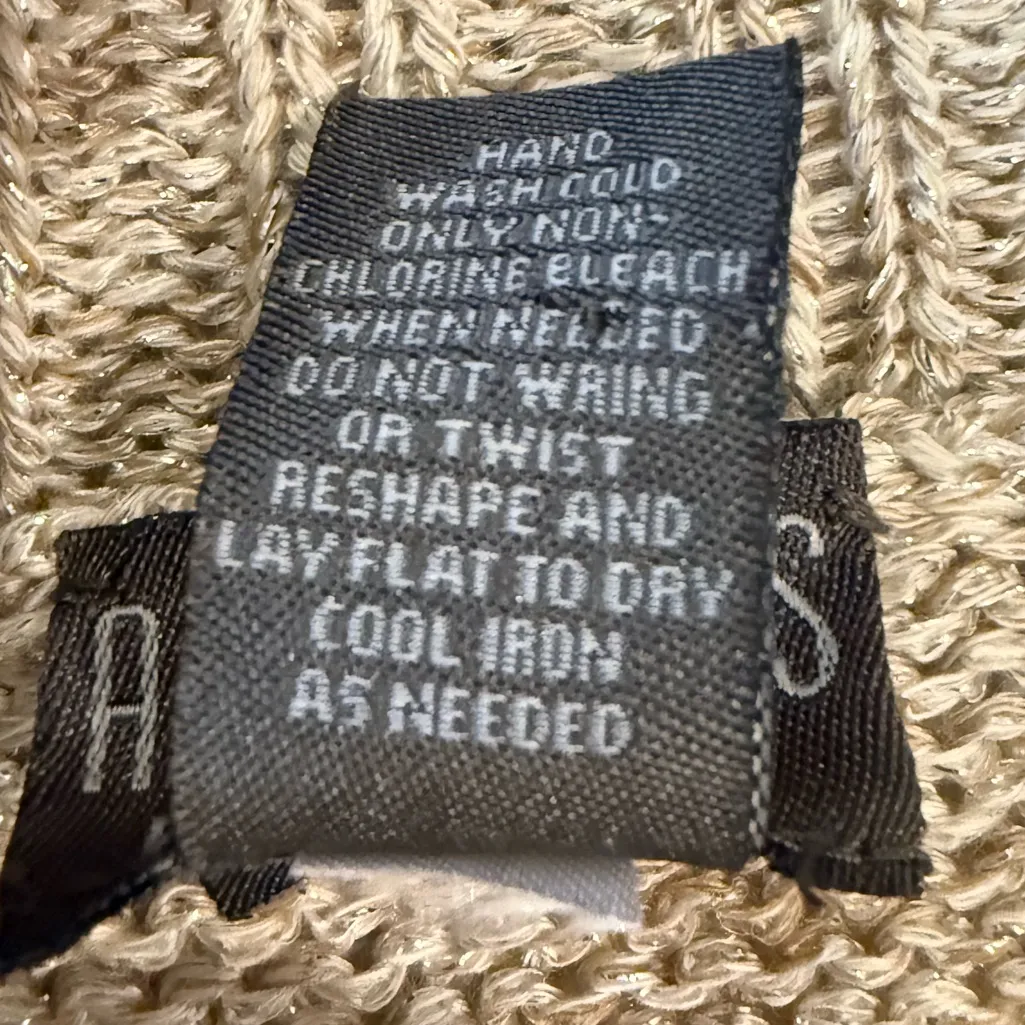 HAND
WASH COLD
ONLY NON-
CHLORINE BLEACH
WHEN NEEDED
DO NOT WRING
OR TWIST
RESHAPE AND
LAY FLAT TO DRY
COOL IRON
AS NEEDED
A
S